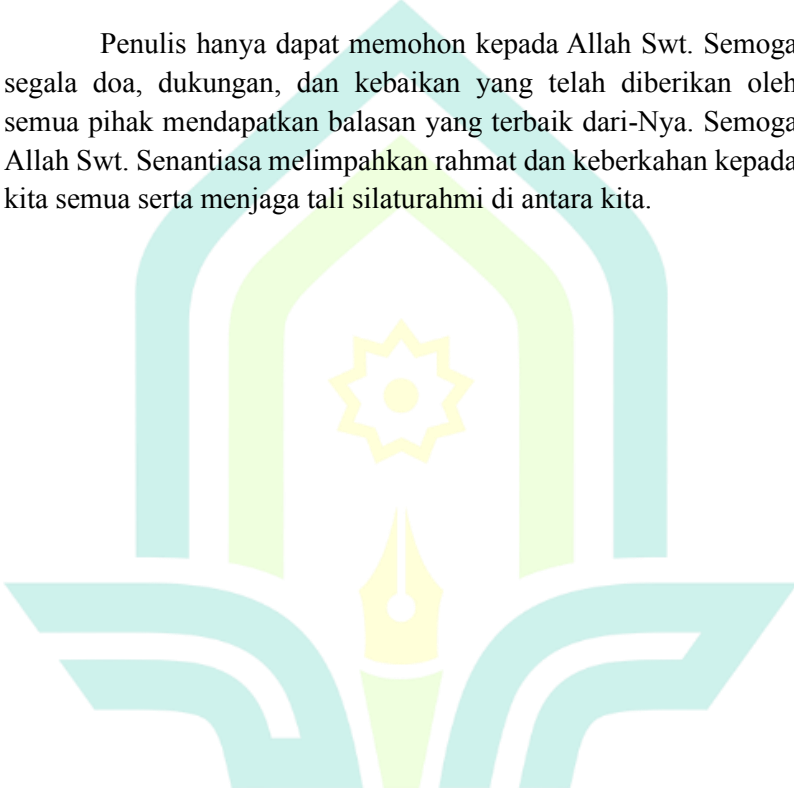 Penulis hanya dapat memohon kepada Allah Swt. Semoga
segala doa, dukungan, dan kebaikan yang telah diberikan oleh
semua pihak mendapatkan balasan yang terbaik dari-Nya. Semoga
Allah Swt. Senantiasa melimpahkan rahmat dan keberkahan kepada
kita semua serta menjaga tali silaturahmi di antara kita.